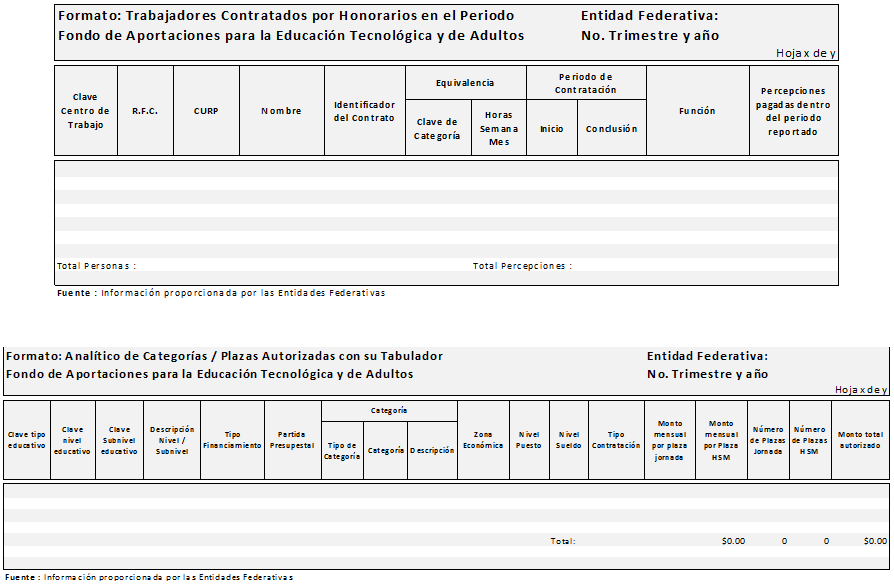 Formato: Trabajadores Contratados por Honorarios en el Periodo
Entidad Federativa:
Fondo de Aportaciones para la Educación Tecnológica y de Adultos
No. Trimestre y año
Hoja x de y
Clave Centro de Trabajo
R.F.C.
CURP
Nombre
Identificador del Contrato
Equivalencia
Clave de Categoría
Horas Semana Mes
Periodo de Contratación
Inicio
Conclusión
Función
Percepciones pagadas dentro del periodo reportado
Total Personas :
Total Percepciones :
Fuente : Información proporcionada por las Entidades Federativas
Formato: Analítico de Categorías / Plazas Autorizadas con su Tabulador
Entidad Federativa:
Fondo de Aportaciones para la Educación Tecnológica y de Adultos
No. Trimestre y año
Hoja x de y
Clave tipo educativo
Clave nivel educativo
Clave Subnivel educativo
Descripción Nivel / Subnivel
Tipo Financiamiento
Partida Presupestal
Categoría
Tipo de Categoría
Categoría
Descripción
Zona Económica
Nivel Puesto
Nivel Sueldo
Tipo Contratación
Monto mensual por plaza jornada
Monto mensual por Plaza HSM
Número de Plazas Jornada
Número de Plazas HSM
Monto total autorizado
Total: $0.00 0 0 $0.00
Fuente : Información proporcionada por las Entidades Federativas